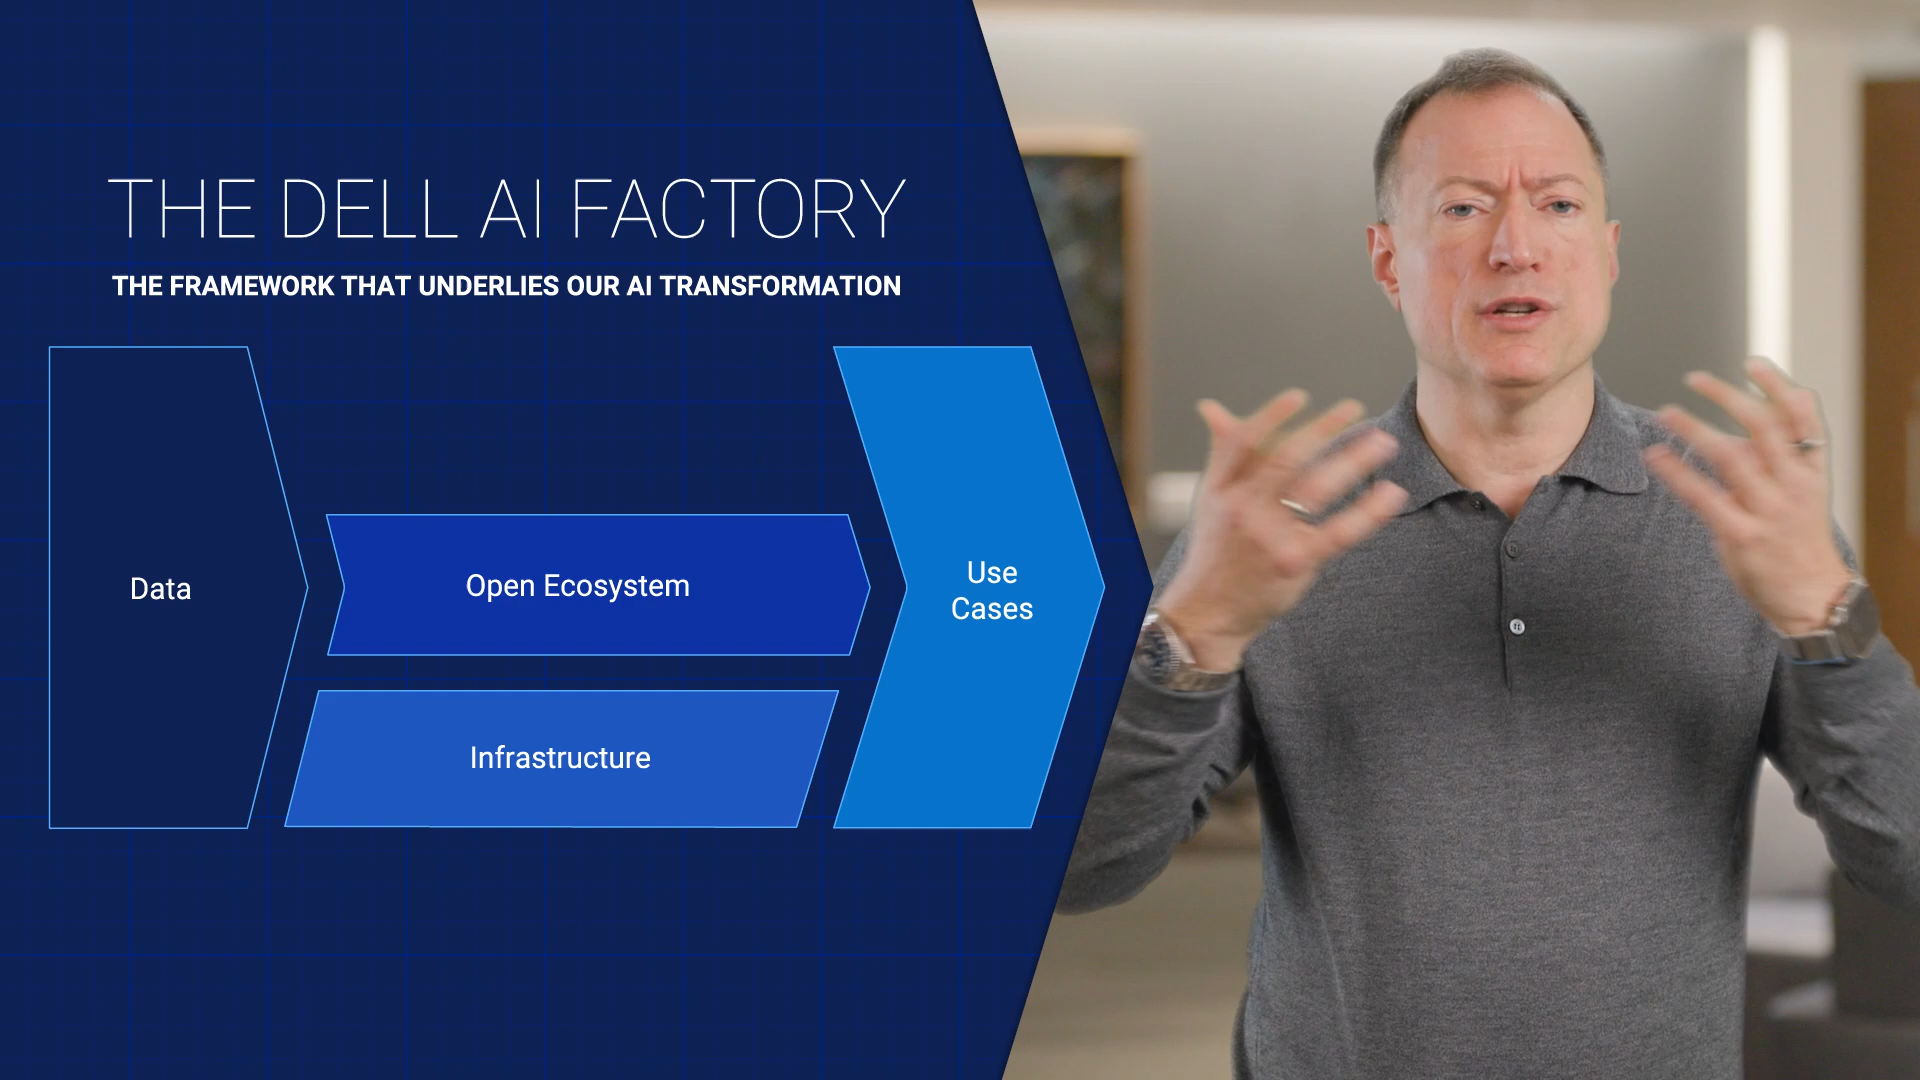 THE DELL AI FACTORY
THE FRAMEWORK THAT UNDERLIES OUR AI TRANSFORMATION
Data
Open Ecosystem
Infrastructure
Use
Cases